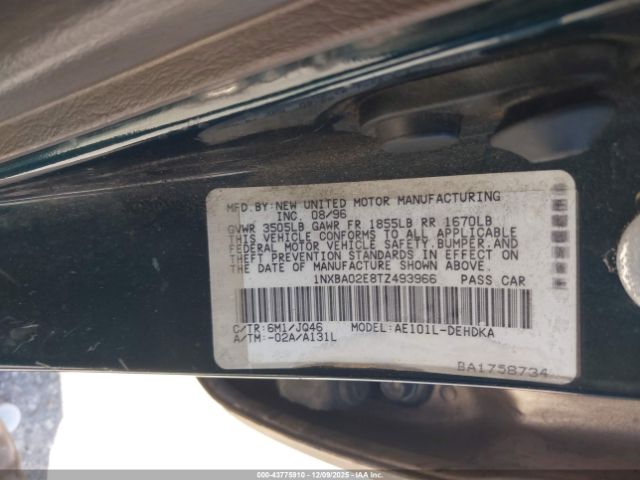 MFD.BY:NEW UNITED MOTOR MANUFACTURING
INC. 08/96
GVWR 3505LB GAWR FR 1855LB RR 1670LB
THIS VEHICLE CONFORMS TO ALL APPLICABLE
FEDERAL MOTOR VEHICLE SAFETY,BUMPER,AND
THEFT PREVENTION STANDARDS IN EFFECT ON
THE DATE OF MANUFACTURE SHOWN ABOVE.
1NXBA02E8TZ493966 PASS CAR
C/TR:6M1/JQ46 MODEL:AE101L-DEHDKA
A/TM:-02A/A131L
BA1758734
000-43775910 - 12/09/2025 - IAA Inc. Copyright